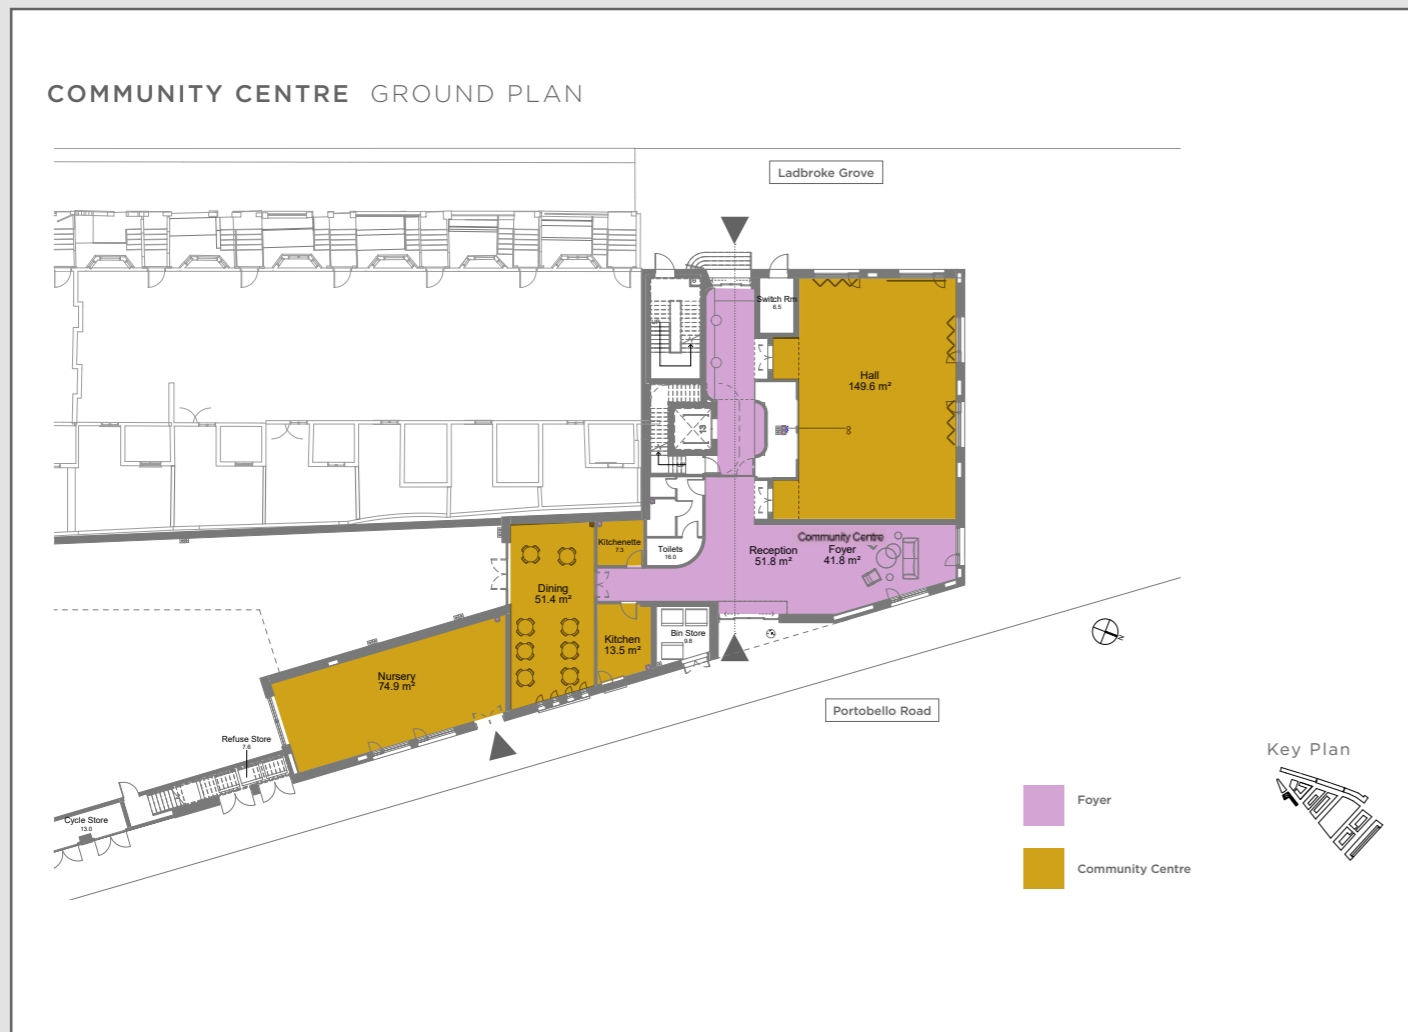 COMMUNITY CENTRE GROUND PLAN
Ladbroke Grove
Switch Rm
6.5
Hall
149.6 m²
13
Kitchenette
7.3
Toilets
16.0
Community Centre
Reception
51.8 m²
Foyer
41.8 m²
Dining
51.4 m²
Kitchen
13.5 m²
Bin Store
9.8
Nursery
74.9 m²
N
Portobello Road
Refuse Store
7.6
Cycle Store
13.0
Key Plan
Foyer
Community Centre